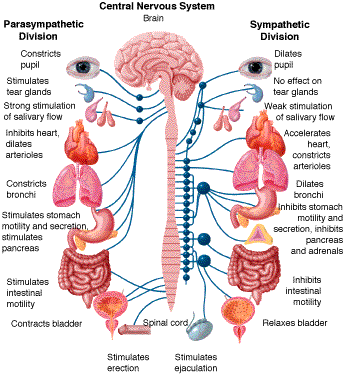 Central Nervous System
Brain
Parasympathetic
Division
Constricts
pupil
Stimulates
tear glands
Strong stimulation
of salivary flow
Inhibits heart,
dilates
arterioles
Constricts
bronchi
Stimulates stomach
motility and secretion,
stimulates
pancreas
Stimulates
intestinal
motility
Contracts bladder
Stimulates
erection
Spinal cord
Stimulates
ejaculation
Sympathetic
Division
Dilates
pupil
No effect on
tear glands
Weak stimulation
of salivary flow
Accelerates
heart,
constricts
arterioles
Dilates
bronchi
Inhibits stomach
motility and
secretion, inhibits
pancreas
and adrenals
Inhibits
intestinal
motility
Relaxes bladder